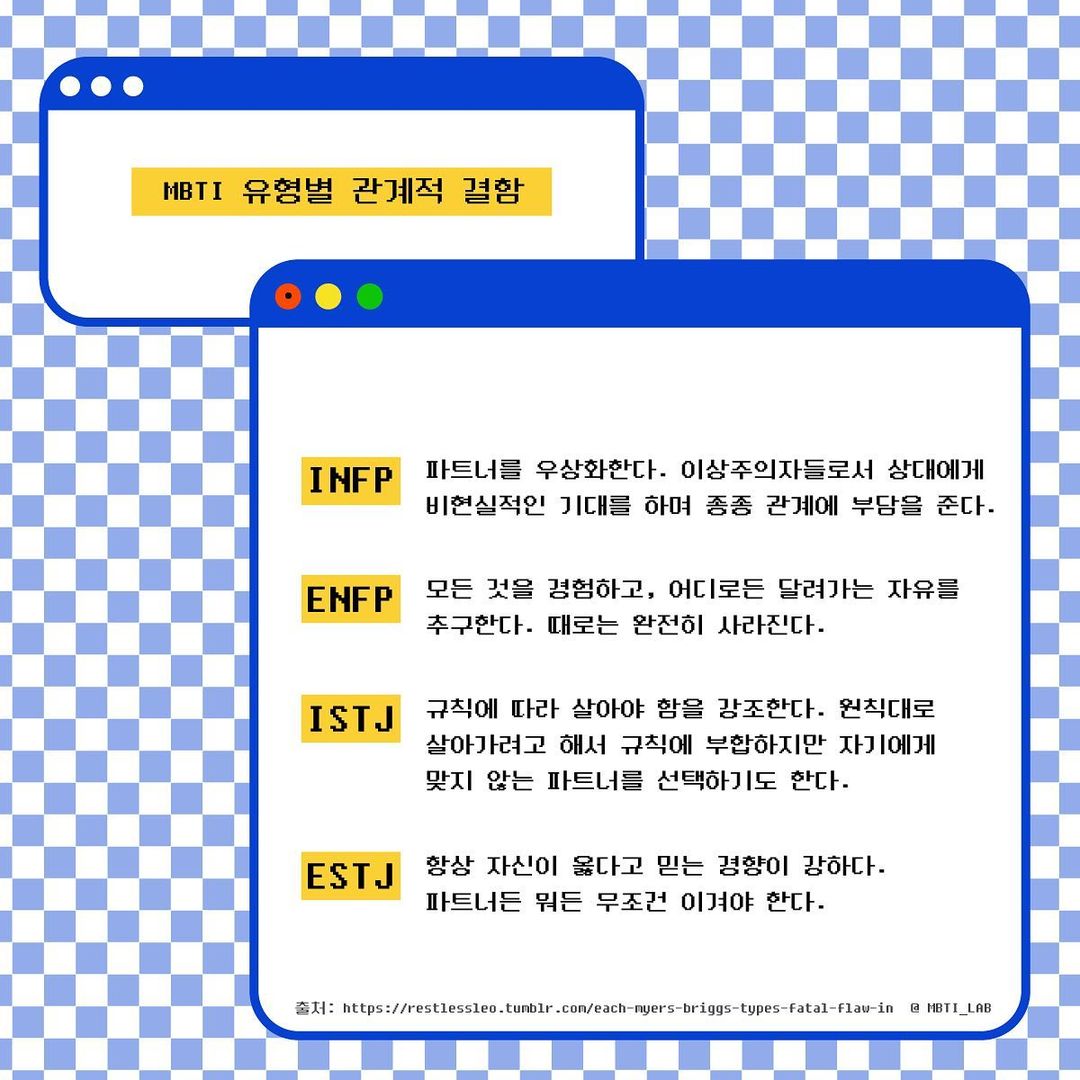 MBTI 유형별 관계적 결함
INFP
파트너를 우상화한다. 이상주의자들로서 상대에게
비현실적인 기대를 하며 종종 관계에 부담을 준다.
ENFP
모든 것을 경험하고, 어디로든 달려가는 자유를
추구한다. 때로는 완전히 사라진다.
ISTJ
규칙에 따라 살아야 함을 강조한다. 원칙대로
살아가려고 해서 규칙에 부합하지만 자기에게
맞지 않는 파트너를 선택하기도 한다.
ESTJ
항상 자신이 옳다고 믿는 경향이 강하다.
파트너든 뭐든 무조건 이겨야 한다.
출처: https://restlessleo.tumblr.com/each-myers-briggs-types-fatal-flaw-in @ MBTI_LAB